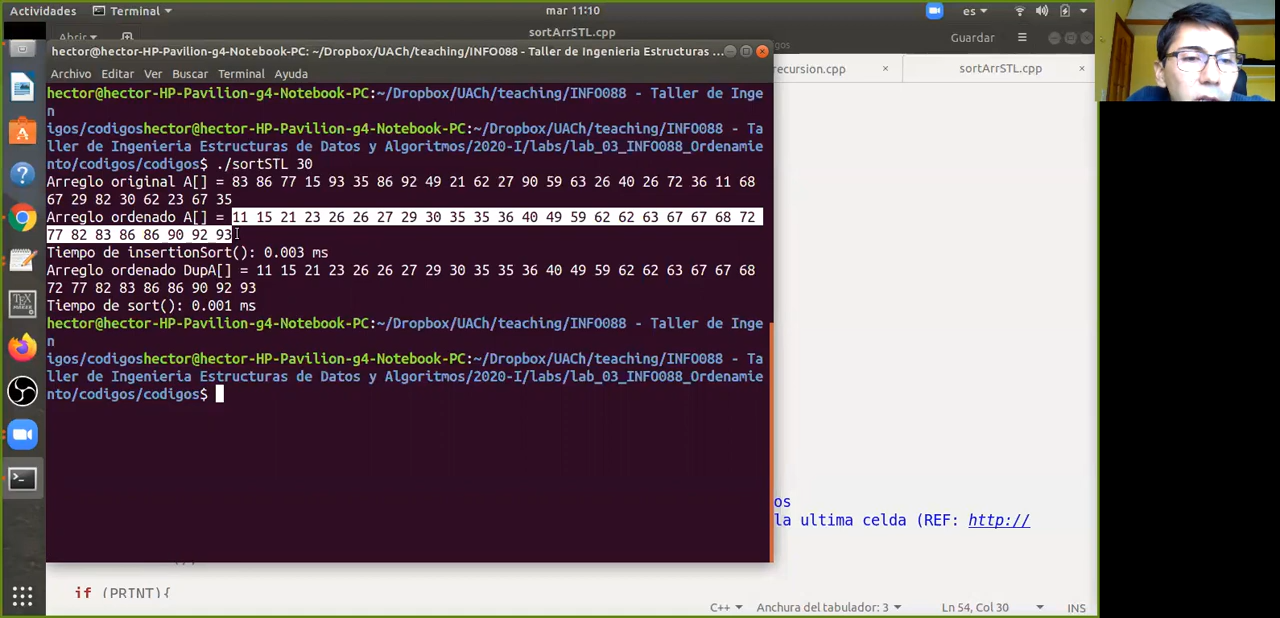 Actividades Terminal mar 11:10 es
Abrir sortArrSTL.cpp Guardar
hector@hector-HP-Pavilion-g4-Notebook-PC: ~/Dropbox/UACh/teaching/INFO088 - Taller de Ingenieria Estructuras ...
Archivo Editar Ver Buscar Terminal Ayuda
recursion.cpp × sortArrSTL.cpp ×
hector@hector-HP-Pavilion-g4-Notebook-PC:~/Dropbox/UACh/teaching/INFO088 - Taller de Inge
n
igos/codigoshector@hector-HP-Pavilion-g4-Notebook-PC:~/Dropbox/UACh/teaching/INFO088 - Ta
ller de Ingenieria Estructuras de Datos y Algoritmos/2020-I/labs/lab_03_INFO088_Ordenamie
nto/codigos/codigos$ ./sortSTL 30
Arreglo original A[] = 83 86 77 15 93 35 86 92 49 21 62 27 90 59 63 26 40 26 72 36 11 68
67 29 82 30 62 23 67 35
Arreglo ordenado A[] = 11 15 21 23 26 26 27 29 30 35 35 36 40 49 59 62 62 63 67 67 68 72
77 82 83 86 86 90 92 93
Tiempo de insertionSort(): 0.003 ms
Arreglo ordenado DupA[] = 11 15 21 23 26 26 27 29 30 35 35 36 40 49 59 62 62 63 67 67 68
72 77 82 83 86 86 90 92 93
Tiempo de sort(): 0.001 ms
hector@hector-HP-Pavilion-g4-Notebook-PC:~/Dropbox/UACh/teaching/INFO088 - Taller de Inge
n
igos/codigoshector@hector-HP-Pavilion-g4-Notebook-PC:~/Dropbox/UACh/teaching/INFO088 - Ta
ller de Ingenieria Estructuras de Datos y Algoritmos/2020-I/labs/lab_03_INFO088_Ordenamie
nto/codigos/codigos$
os
la ultima celda (REF: http://
if (PRINT){
C++ Anchura del tabulador: 3 Ln 54, Col 30 INS